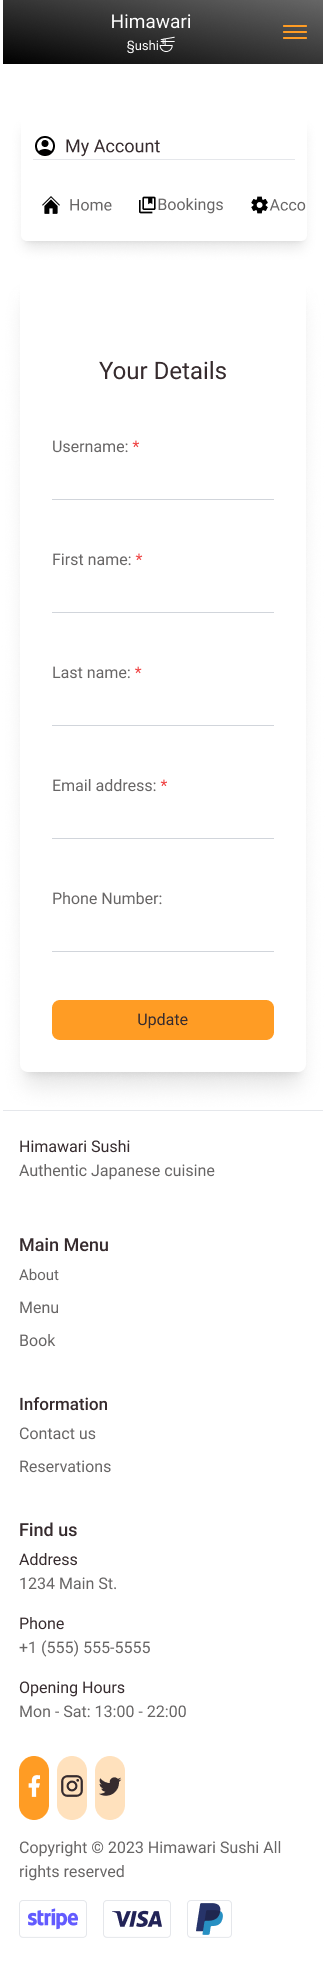 Himawari
Sushi
My Account
Home Bookings Acco
Your Details
Username: *
First name: *
Last name: *
Email address: *
Phone Number:
Update
Himawari Sushi
Authentic Japanese cuisine
Main Menu
About
Menu
Book
Information
Contact us
Reservations
Find us
Address
1234 Main St.
Phone
+1 (555) 555-5555
Opening Hours
Mon - Sat: 13:00 - 22:00
Copyright © 2023 Himawari Sushi All
rights reserved
stripe VISA